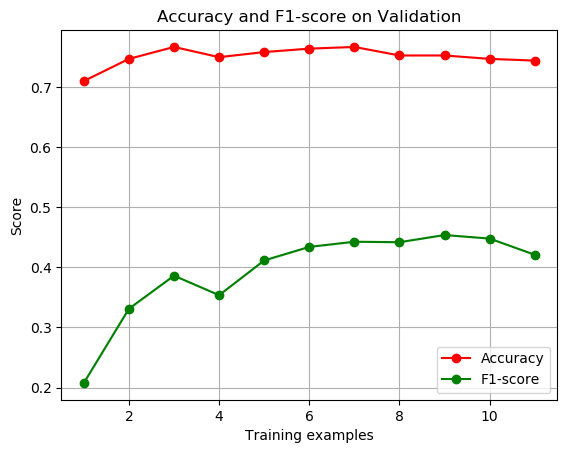 Accuracy and F1-score on Validation
Score
0.7
0.6
0.5
0.4
0.3
0.2
2 4 6 8 10
Training examples
Accuracy
F1-score